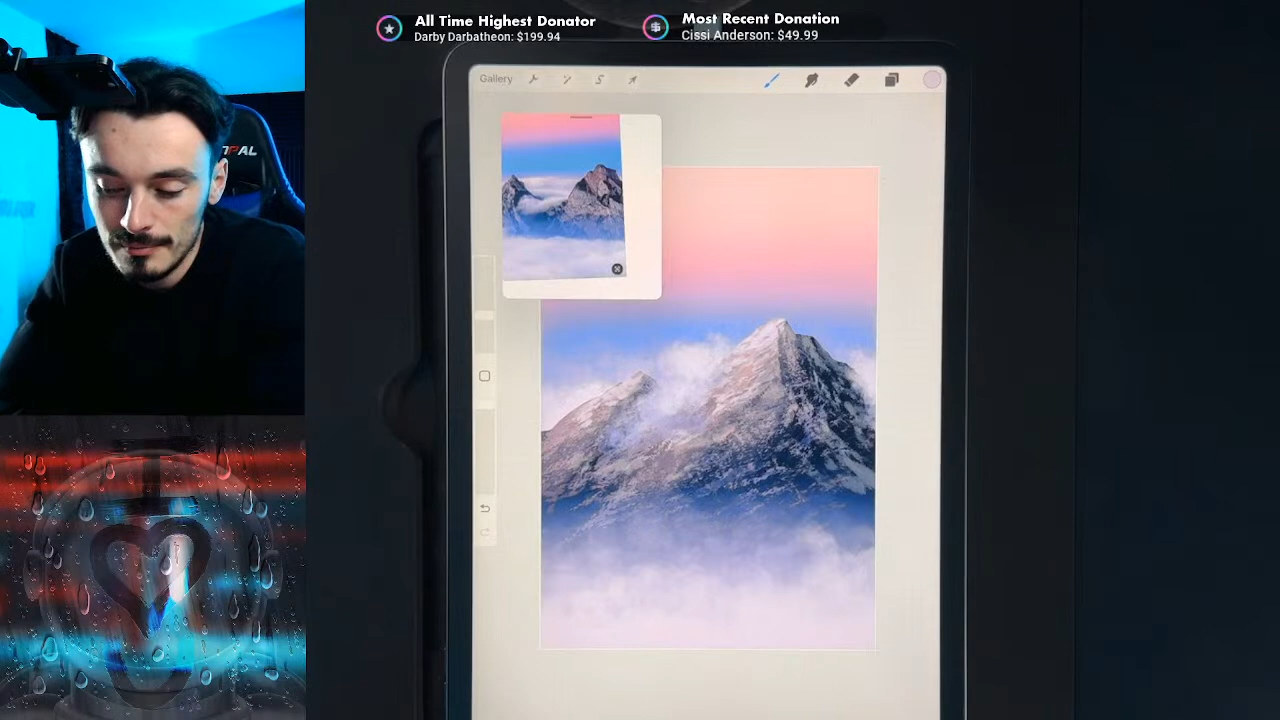 All Time Highest Donator
Darby Darbatheon: $199.94
Most Recent Donation
Cissi Anderson: $49.99
Gallery